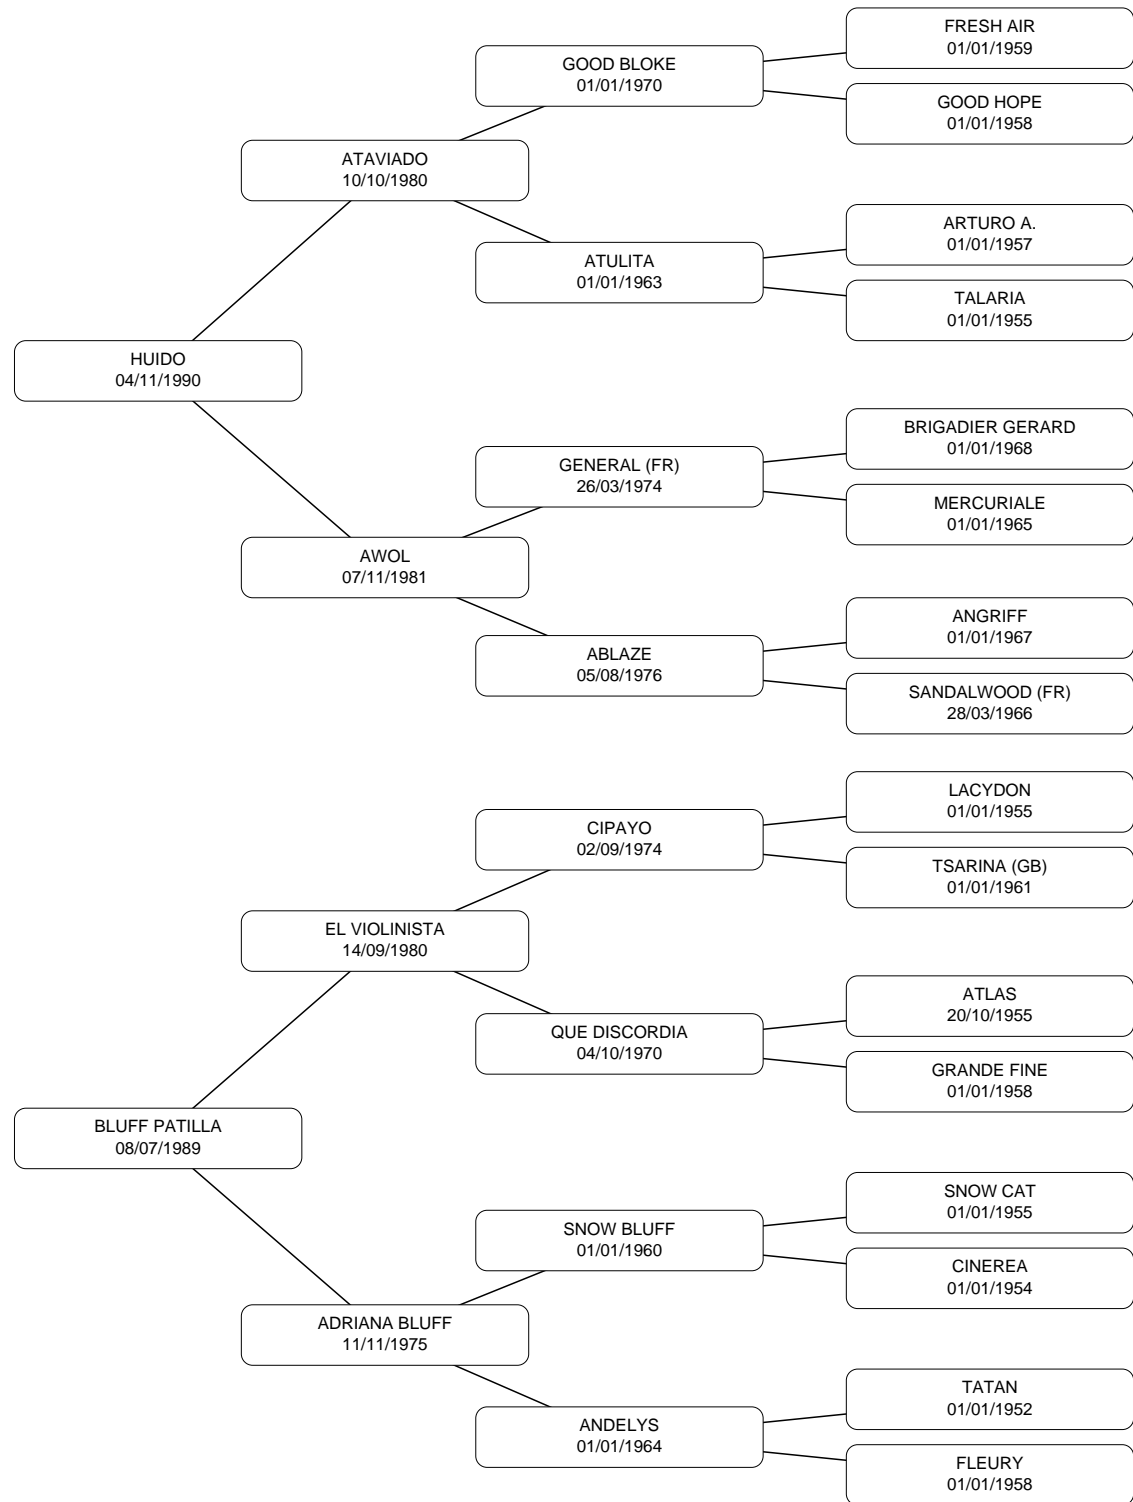 FRESH AIR
01/01/1959
GOOD BLOKE
01/01/1970
GOOD HOPE
01/01/1958
ATAVIADO
10/10/1980
ARTURO A.
01/01/1957
ATULITA
01/01/1963
TALARIA
01/01/1955
HUIDO
04/11/1990
BRIGADIER GERARD
01/01/1968
GENERAL (FR)
26/03/1974
MERCURIALE
01/01/1965
AWOL
07/11/1981
ANGRIFF
01/01/1967
ABLAZE
05/08/1976
SANDALWOOD (FR)
28/03/1966
LACYDON
01/01/1955
CIPAYO
02/09/1974
TSARINA (GB)
01/01/1961
EL VIOLINISTA
14/09/1980
ATLAS
20/10/1955
QUE DISCORDIA
04/10/1970
GRANDE FINE
01/01/1958
BLUFF PATILLA
08/07/1989
SNOW CAT
01/01/1955
SNOW BLUFF
01/01/1960
CINEREA
01/01/1954
ADRIANA BLUFF
11/11/1975
TATAN
01/01/1952
ANDELYS
01/01/1964
FLEURY
01/01/1958